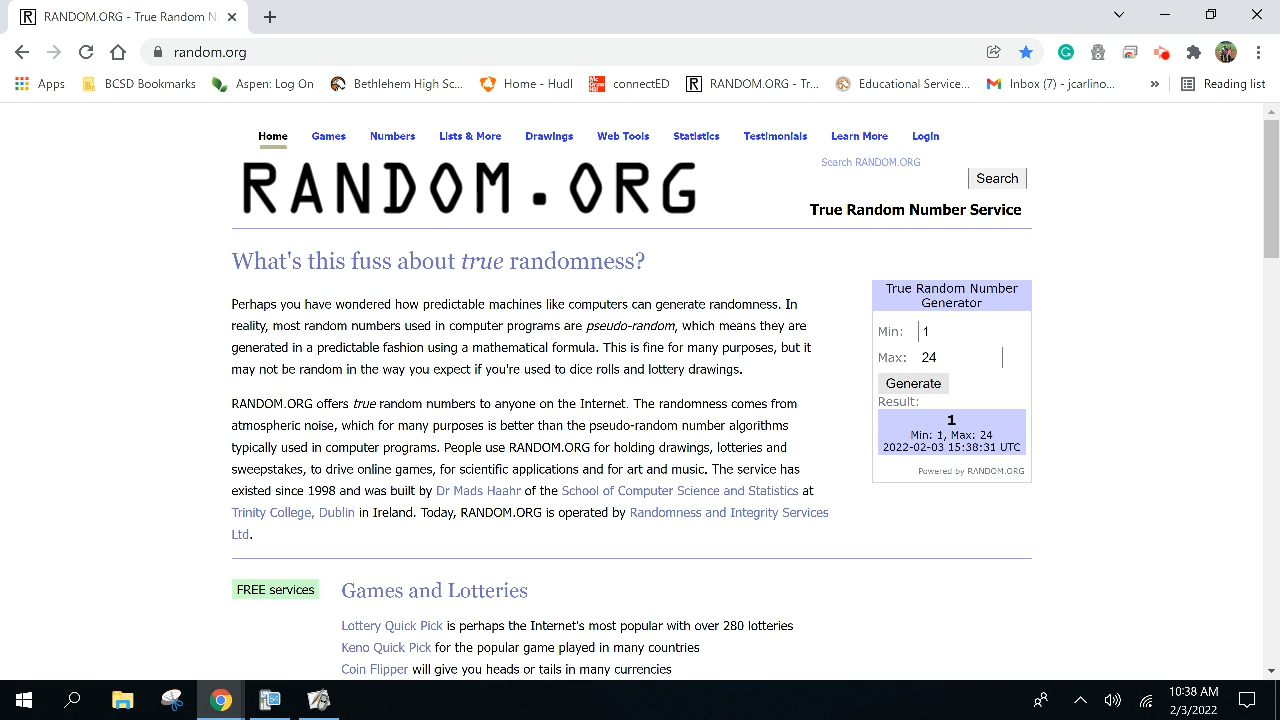 RANDOM.ORG - True Random N
random.org
Apps
BCSD Bookmarks
Aspen: Log On
Bethlehem High Sc...
Home - Hudl
connectED
RANDOM.ORG - Tr...
Educational Service...
Inbox (7) - jcarlino...
»
Reading list
Home
Games
Numbers
Lists & More
Drawings
Web Tools
Statistics
Testimonials
Learn More
Login
RANDOM.ORG
Search RANDOM.ORG
Search
True Random Number Service
What's this fuss about true randomness?
Perhaps you have wondered how predictable machines like computers can generate randomness. In
reality, most random numbers used in computer programs are pseudo-random, which means they are
generated in a predictable fashion using a mathematical formula. This is fine for many purposes, but it
may not be random in the way you expect if you're used to dice rolls and lottery drawings.
RANDOM.ORG offers true random numbers to anyone on the Internet. The randomness comes from
atmospheric noise, which for many purposes is better than the pseudo-random number algorithms
typically used in computer programs. People use RANDOM.ORG for holding drawings, lotteries and
sweepstakes, to drive online games, for scientific applications and for art and music. The service has
existed since 1998 and was built by Dr Mads Haahr of the School of Computer Science and Statistics at
Trinity College, Dublin in Ireland. Today, RANDOM.ORG is operated by Randomness and Integrity Services
Ltd.
True Random Number
Generator
Min: 1
Max: 24
Generate
Result:
1
Min: 1, Max: 24
2022-02-03 15:38:31 UTC
Powered by RANDOM.ORG
FREE services
Games and Lotteries
Lottery Quick Pick is perhaps the Internet's most popular with over 280 lotteries
Keno Quick Pick for the popular game played in many countries
Coin Flipper will give you heads or tails in many currencies
10:38 AM
2/3/2022